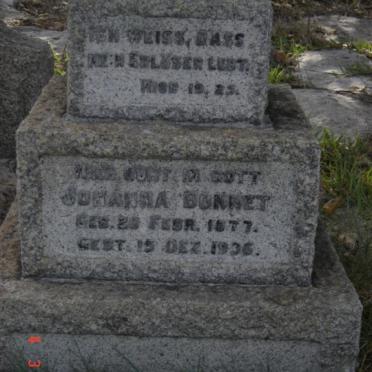 ICH WEISS, DASS
MEIN ERLÖSER LEBT.
HIOB 19, 25.
HIER RUHT IN GOTT
JOHANNA BONNET
GEB. 28 FEBR. 1877.
GEST. 15 DEZ. 1936.